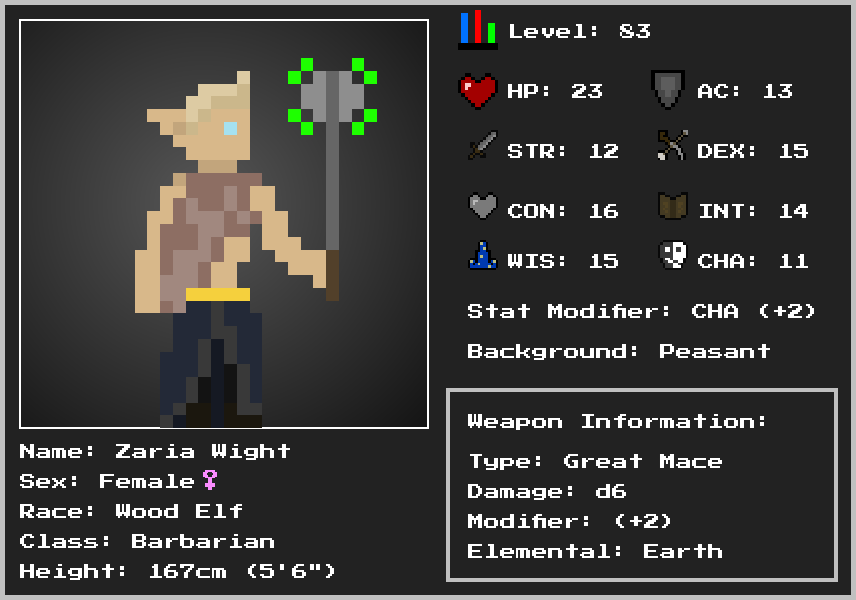 Level: 83
HP: 23
AC: 13
STR: 12
DEX: 15
CON: 16
INT: 14
WIS: 15
CHA: 11
Stat Modifier: CHA (+2)
Background: Peasant
Weapon Information:
Type: Great Mace
Damage: d6
Modifier: (+2)
Elemental: Earth
Name: Zaria Wight
Sex: Female♀
Race: Wood Elf
Class: Barbarian
Height: 167cm (5'6")